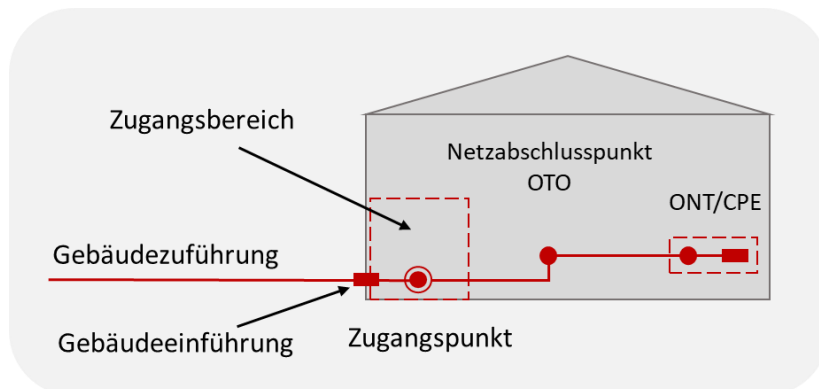 Zugangsbereich
Netzabschlusspunkt
OTO
ONT/CPE
Gebäudezuführung
Gebäudeeinführung
Zugangspunkt